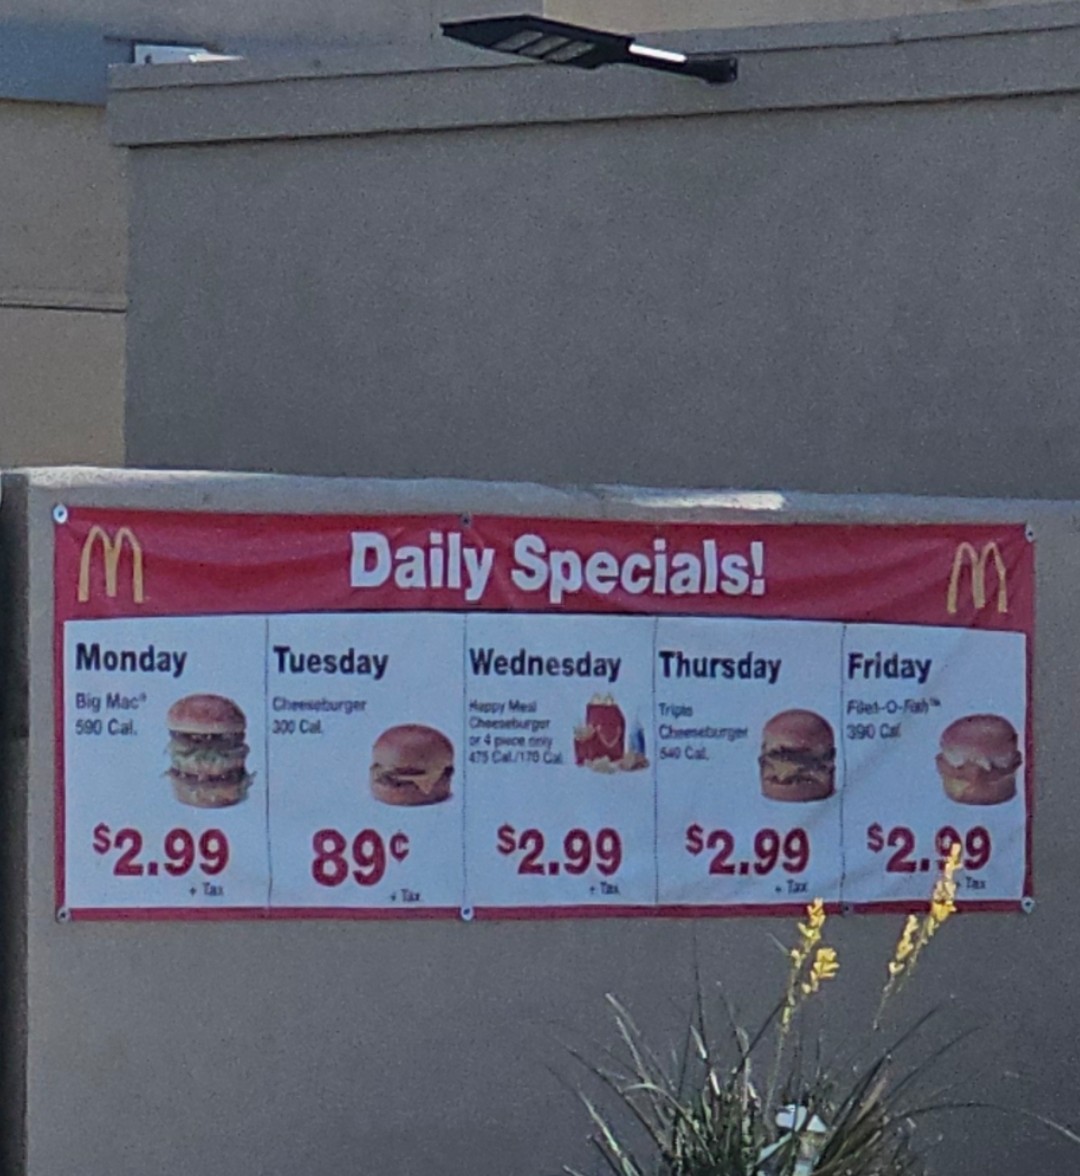 Daily Specials!
Monday
Big Mac®
590 Cal.
$2.99
+ Tax
Tuesday
Cheeseburger
300 Cal.
89¢
+ Tax
Wednesday
Happy Meal
Cheeseburger
or 4 piece only
475 Cal./170 Cal.
$2.99
+ Tax
Thursday
Triple
Cheeseburger
540 Cal.
$2.99
+ Tax
Friday
Filet-O-Fish™
390 Cal.
$2.99
+ Tax